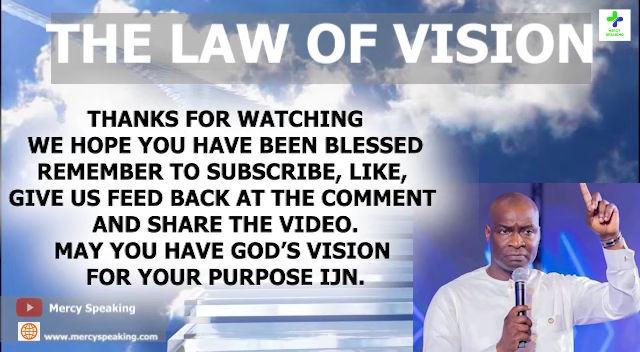 THE LAW OF VISION
MERCY
SPEAKING
THANKS FOR WATCHING
WE HOPE YOU HAVE BEEN BLESSED
REMEMBER TO SUBSCRIBE, LIKE,
GIVE US FEED BACK AT THE COMMENT
AND SHARE THE VIDEO.
MAY YOU HAVE GOD'S VISION
FOR YOUR PURPOSE IJN.
Mercy Speaking
www.mercyspeaking.com